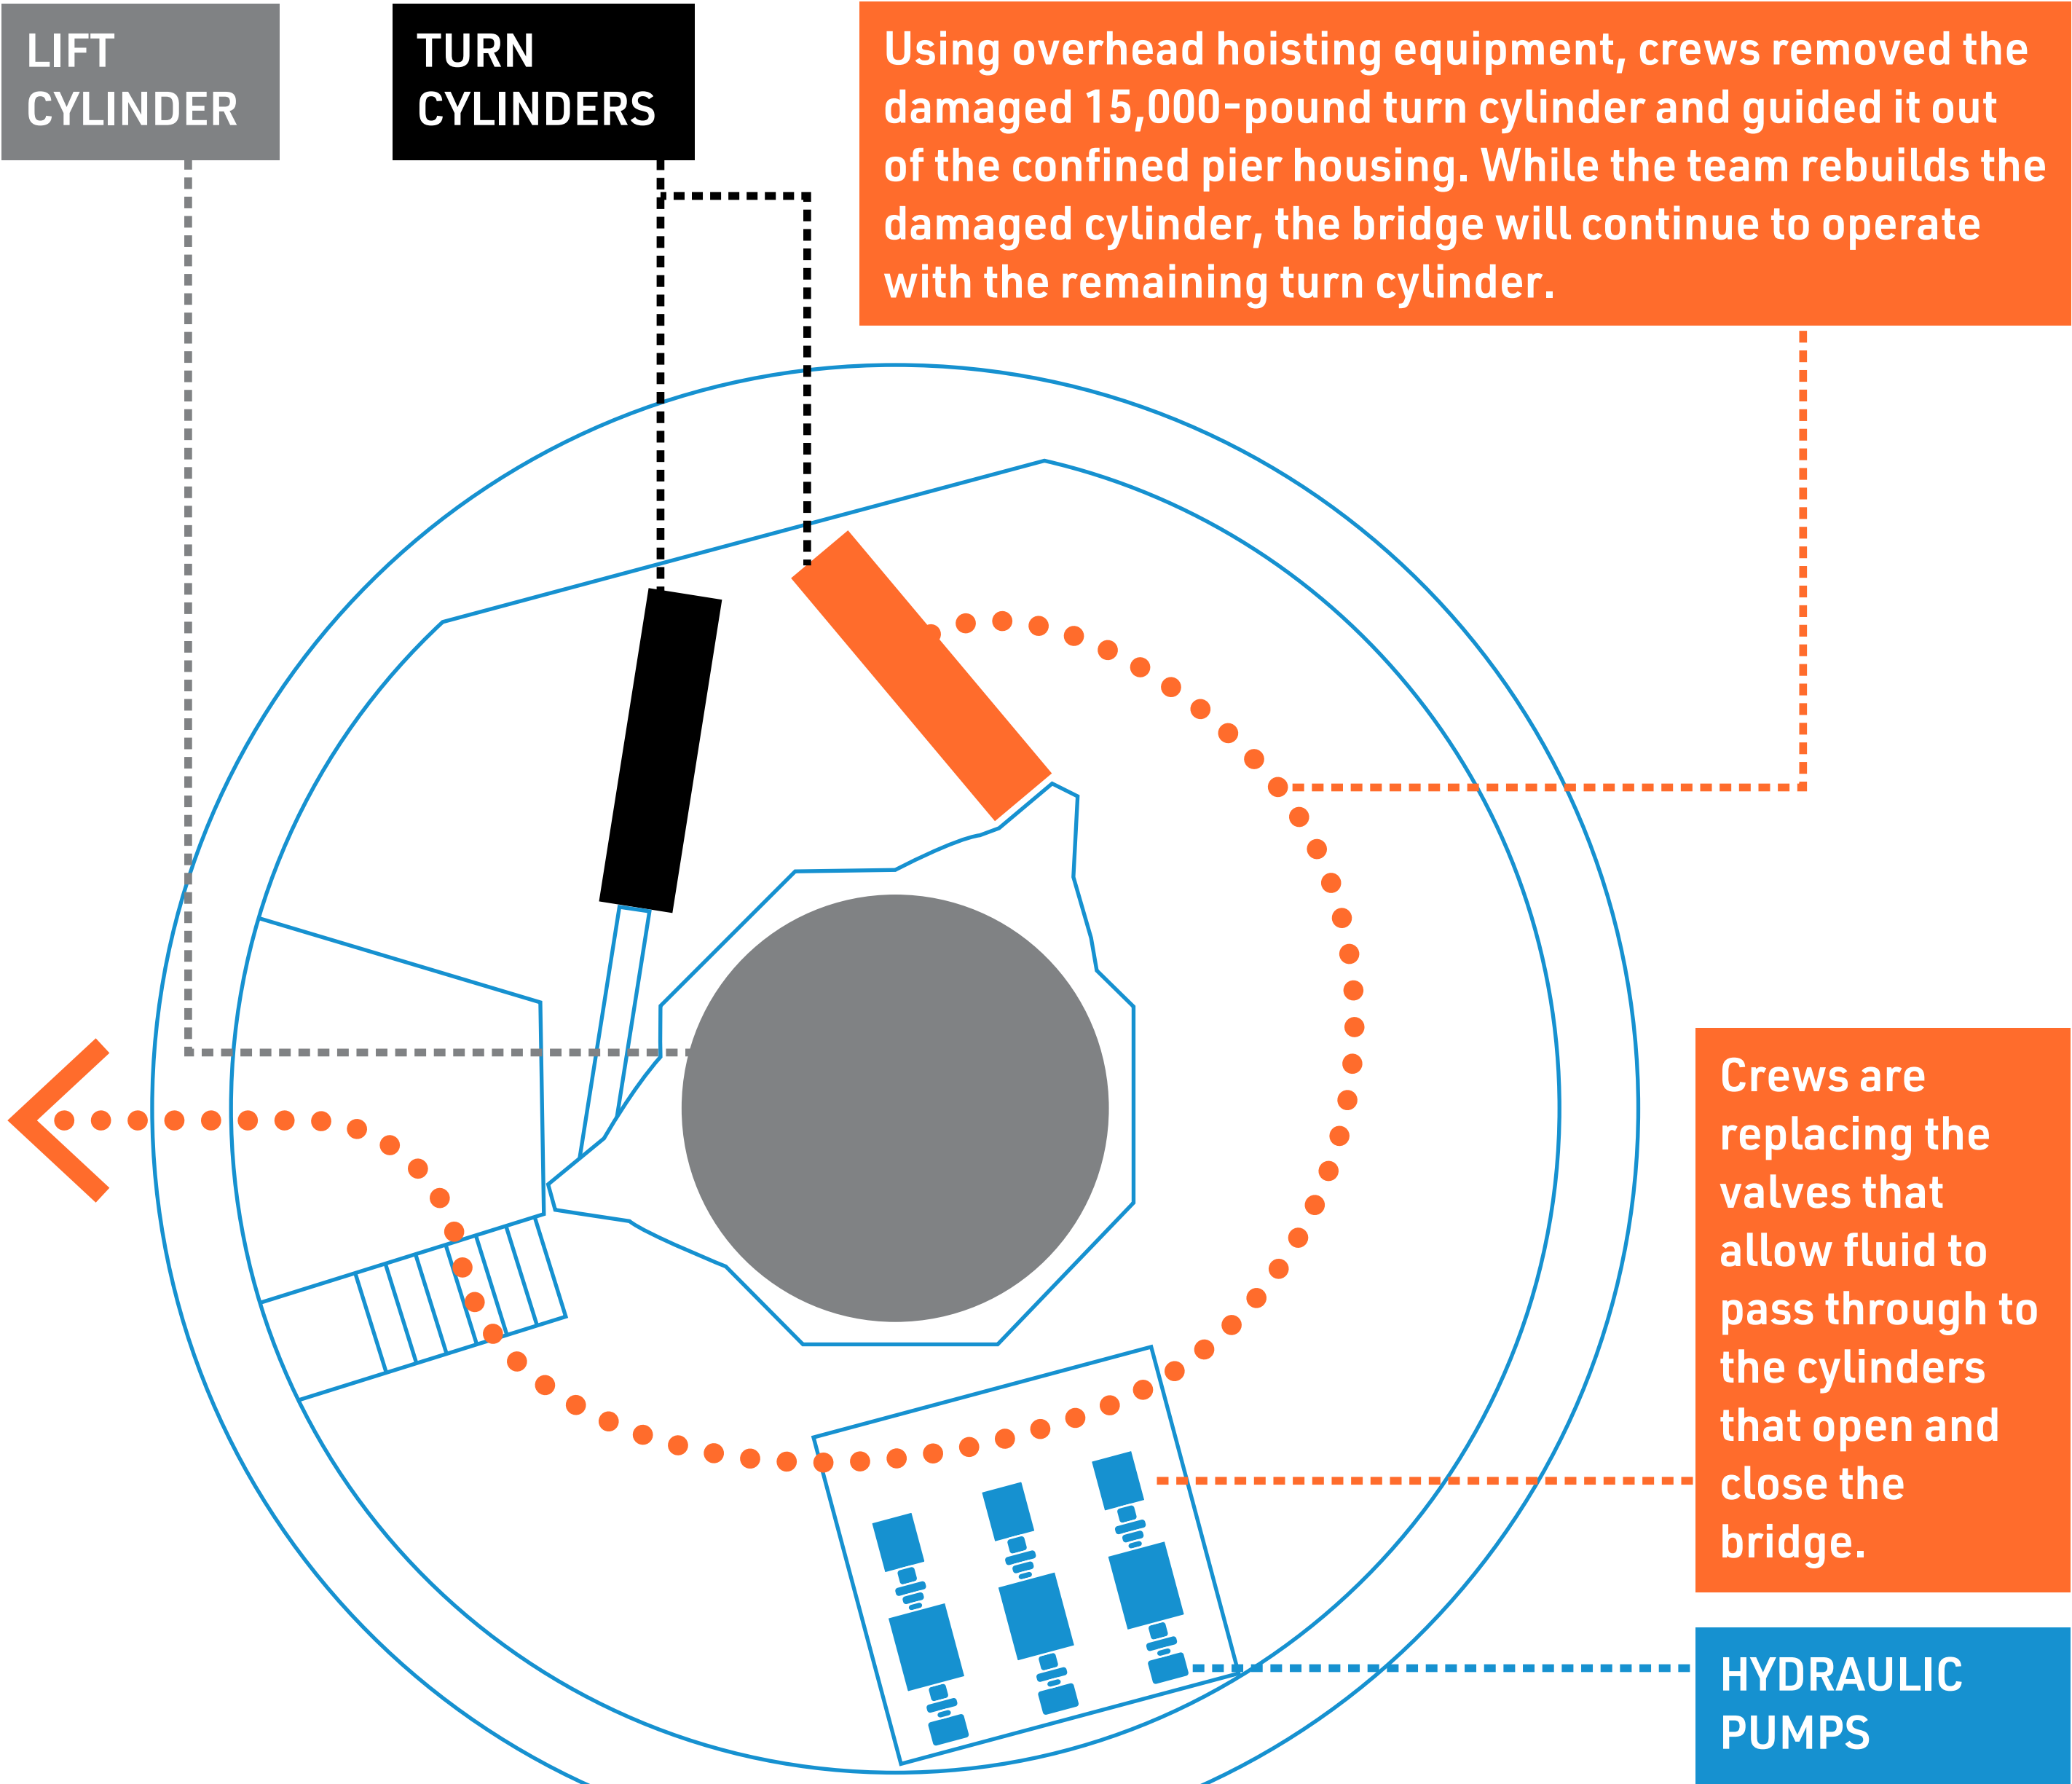 LIFT
CYLINDER
TURN
CYLINDERS
Using overhead hoisting equipment, crews removed the
damaged 15,000-pound turn cylinder and guided it out
of the confined pier housing. While the team rebuilds the
damaged cylinder, the bridge will continue to operate
with the remaining turn cylinder.
Crews are
replacing the
valves that
allow fluid to
pass through to
the cylinders
that open and
close the
bridge.
HYDRAULIC
PUMPS